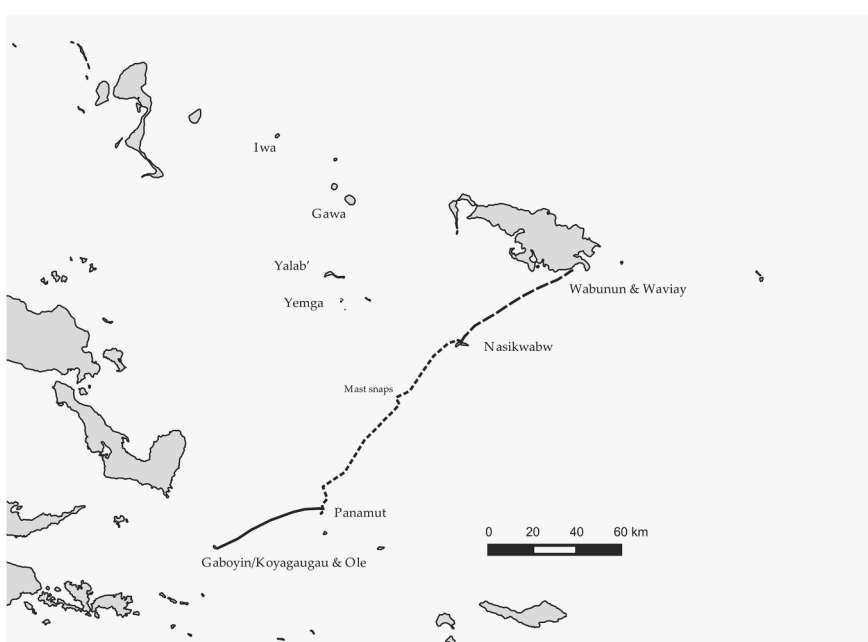 Iwa
Gawa
Yalab’
Yemga
Wabunun & Waviay
Nasikwabw
Mast snaps
Panamut
0 20 40 60 km
Gaboyin/Koyagaugau & Ole